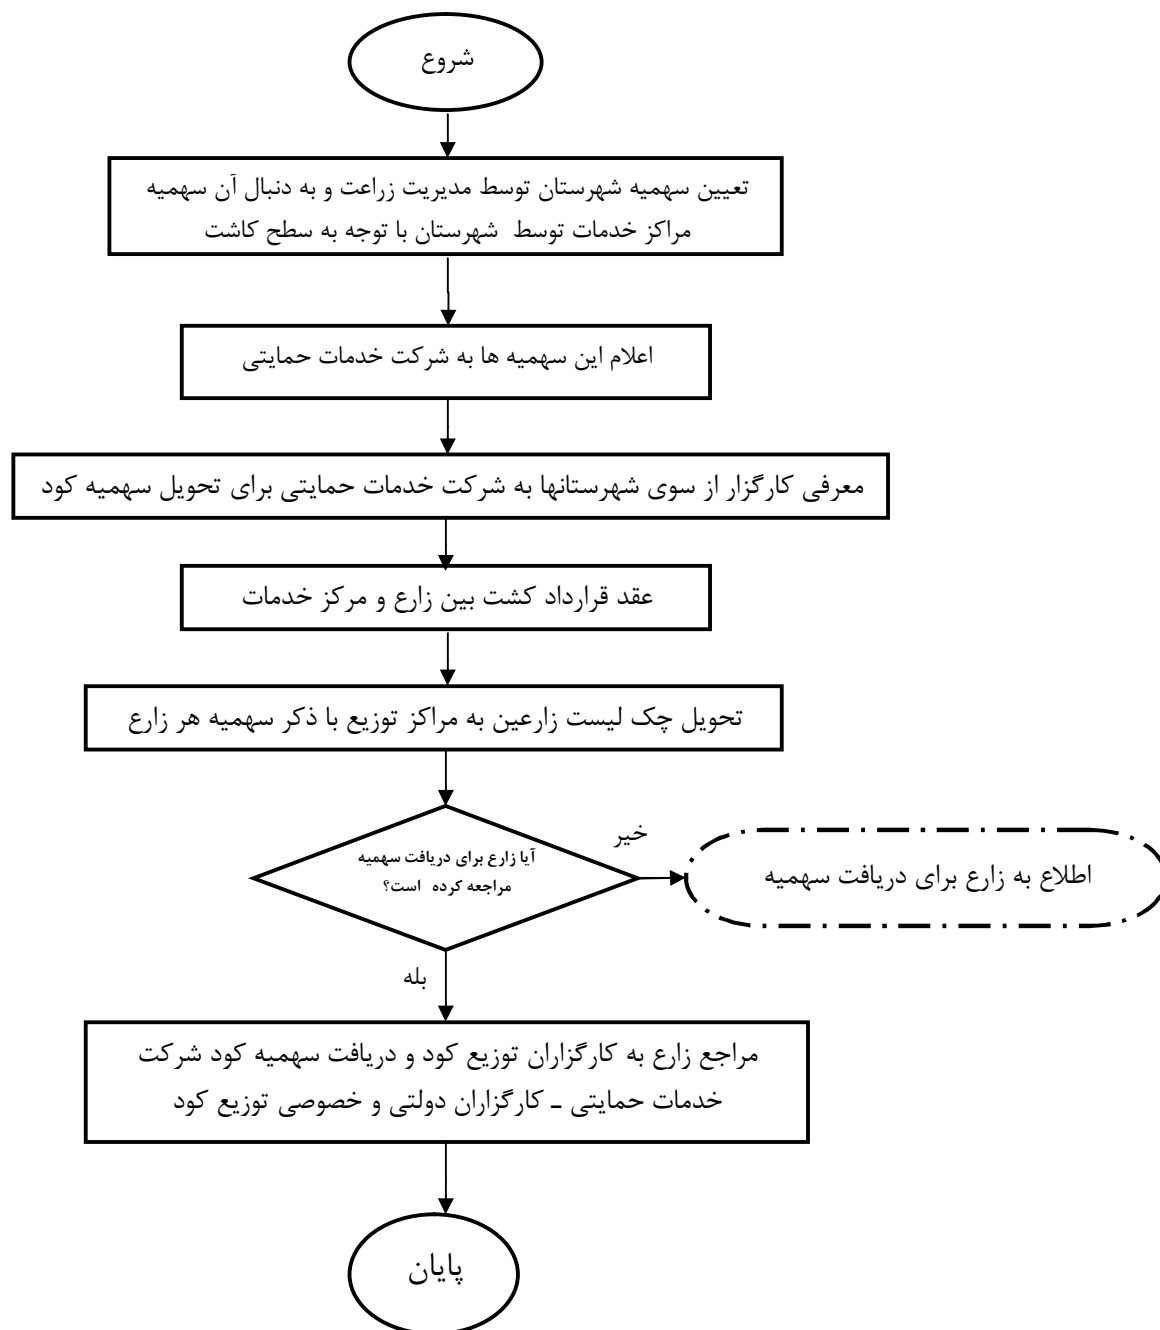 شروع
تعیین سهمیه شهرستان توسط مدیریت زراعت و به دنبال آن سهمیه
مراکز خدمات توسط شهرستان با توجه به سطح کاشت
اعلام این سهمیه ها به شرکت خدمات حمایتی
معرفی کارگزار از سوی شهرستانها به شرکت خدمات حمایتی برای تحویل سهمیه کود
عقد قرارداد کشت بین زارع و مرکز خدمات
تحویل چک لیست زارعین به مراکز توزیع با ذکر سهمیه هر زارع
آیا زارع برای دریافت سهمیه
مراجعه کرده است؟
خیر
اطلاع به زارع برای دریافت سهمیه
بله
مراجع زارع به کارگزاران توزیع کود و دریافت سهمیه کود شرکت
خدمات حمایتی ـ کارگزاران دولتی و خصوصی توزیع کود
پایان